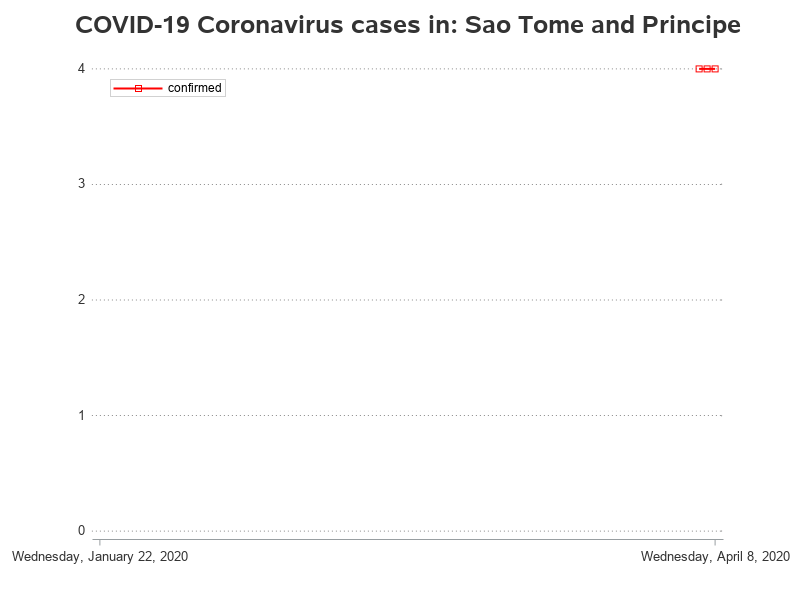 COVID-19 Coronavirus cases in: Sao Tome and Principe
4
confirmed
3
2
1
0
Wednesday, January 22, 2020
Wednesday, April 8, 2020